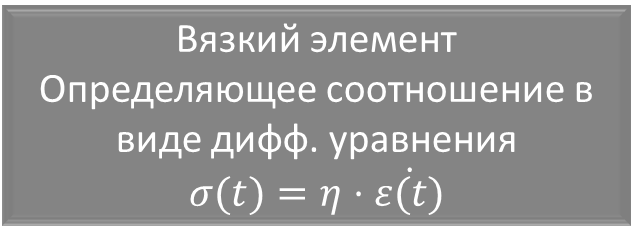 Вязкий элемент
Определяющее соотношение в
виде дифф. уравнения
σ(t) = η · ε(ṫ)